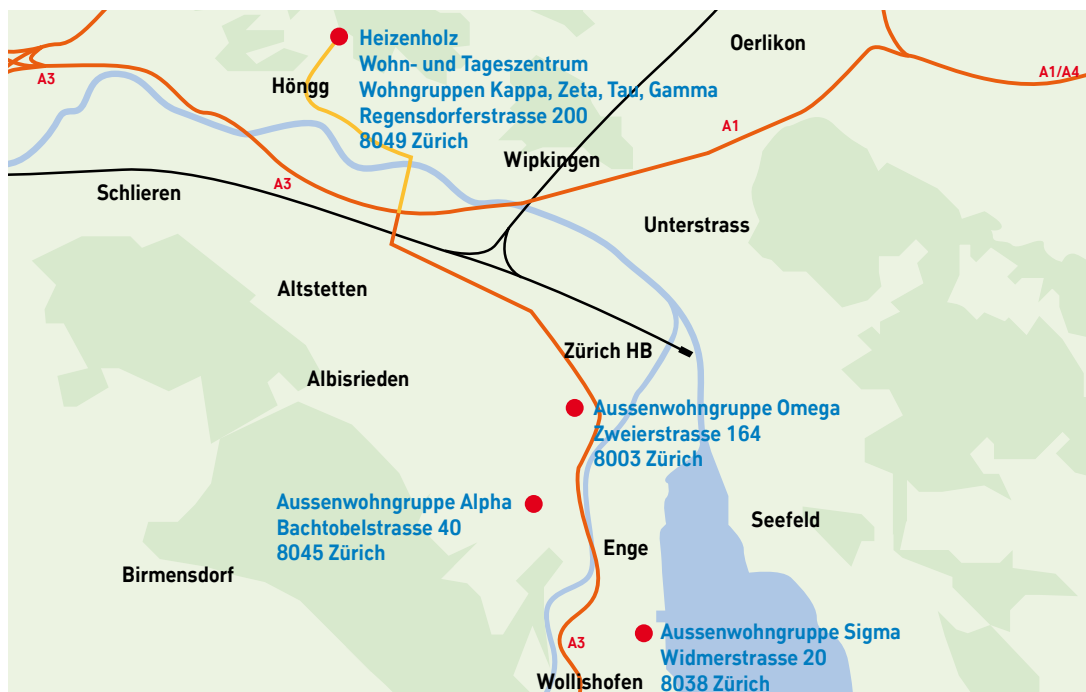 Oerlikon
A1/A4
A3
Höngg
Heizenholz
Wohn- und Tageszentrum
Wohngruppen Kappa, Zeta, Tau, Gamma
Regensdorferstrasse 200
8049 Zürich
A1
Wipkingen
A3
Schlieren
Unterstrass
Altstetten
Zürich HB
Albisrieden
Aussenwohngruppe Omega
Zweierstrasse 164
8003 Zürich
Aussenwohngruppe Alpha
Bachtobelstrasse 40
8045 Zürich
Seefeld
Enge
Birmensdorf
A3
Aussenwohngruppe Sigma
Widmerstrasse 20
8038 Zürich
Wollishofen